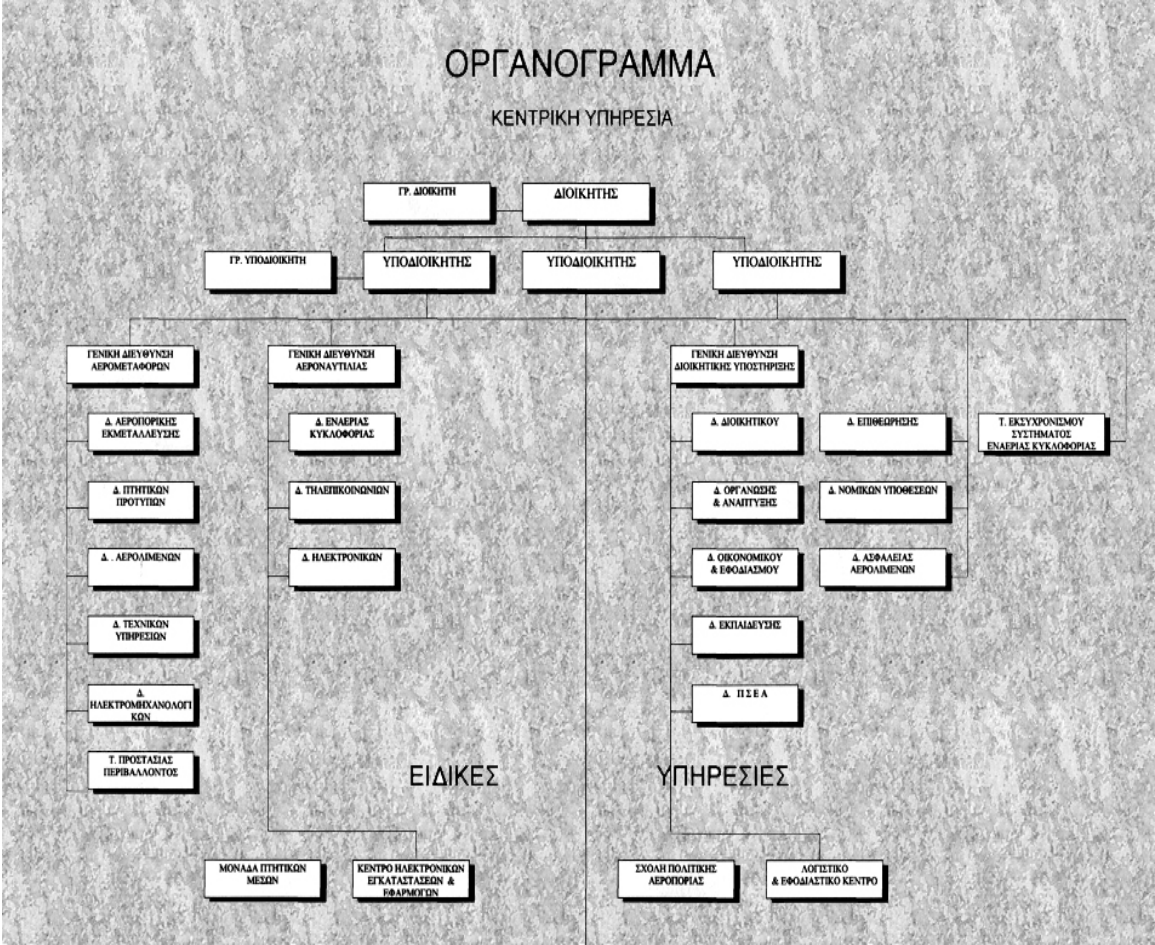 ΟΡΓΑΝΟΓΡΑΜΜΑ
ΚΕΝΤΡΙΚΗ ΥΠΗΡΕΣΙΑ
ΓΡ. ΔΙΟΙΚΗΤΗ
ΔΙΟΙΚΗΤΗΣ
ΓΡ. ΥΠΟΔΙΟΙΚΗΤΗ
ΥΠΟΔΙΟΙΚΗΤΗΣ
ΥΠΟΔΙΟΙΚΗΤΗΣ
ΥΠΟΔΙΟΙΚΗΤΗΣ
ΓΕΝΙΚΗ ΔΙΕΥΘΥΝΣΗ
ΑΕΡΟΜΕΤΑΦΟΡΩΝ
Δ. ΑΕΡΟΠΟΡΙΚΗΣ
ΕΚΜΕΤΑΛΛΕΥΣΗΣ
Δ. ΠΤΗΤΙΚΩΝ
ΠΡΟΤΥΠΩΝ
Δ. . ΑΕΡΟΛΙΜΕΝΩΝ
Δ. ΤΕΧΝΙΚΩΝ
ΥΠΗΡΕΣΙΩΝ
Δ.
ΗΛΕΚΤΡΟΜΗΧΑΝΟΛΟΓΙ
ΚΩΝ
Τ. ΠΡΟΣΤΑΣΙΑΣ
ΠΕΡΙΒΑΛΛΟΝΤΟΣ
ΓΕΝΙΚΗ ΔΙΕΥΘΥΝΣΗ
ΑΕΡΟΝΑΥΤΙΛΙΑΣ
Δ. ΕΝΑΕΡΙΑΣ
ΚΥΚΛΟΦΟΡΙΑΣ
Δ. ΤΗΛΕΠΙΚΟΙΝΩΝΙΩΝ
Δ. ΗΛΕΚΤΡΟΝΙΚΩΝ
ΓΕΝΙΚΗ ΔΙΕΥΘΥΝΣΗ
ΔΙΟΙΚΗΤΙΚΗΣ ΥΠΟΣΤΗΡΙΞΗΣ
Δ. ΔΙΟΙΚΗΤΙΚΟΥ
Δ. ΟΡΓΑΝΩΣΗΣ
& ΑΝΑΠΤΥΞΗΣ
Δ. ΟΙΚΟΝΟΜΙΚΟΥ
& ΕΦΟΔΙΑΣΜΟΥ
Δ. ΕΚΠΑΙΔΕΥΣΗΣ
Δ. Π Σ Ε Α
Δ. ΕΠΙΘΕΩΡΗΣΗΣ
Δ. ΝΟΜΙΚΩΝ ΥΠΟΘΕΣΕΩΝ
Δ. ΑΣΦΑΛΕΙΑΣ
ΑΕΡΟΛΙΜΕΝΩΝ
Τ. ΕΚΣΥΧΡΟΝΙΣΜΟΥ
ΣΥΣΤΗΜΑΤΟΣ
ΕΝΑΕΡΙΑΣ ΚΥΚΛΟΦΟΡΙΑΣ
ΕΙΔΙΚΕΣ ΥΠΗΡΕΣΙΕΣ
ΜΟΝΑΔΑ ΠΤΗΤΙΚΩΝ
ΜΕΣΩΝ
ΚΕΝΤΡΟ ΗΛΕΚΤΡΟΝΙΚΩΝ
ΕΓΚΑΤΑΣΤΑΣΕΩΝ &
ΕΦΑΡΜΟΓΩΝ
ΣΧΟΛΗ ΠΟΛΙΤΙΚΗΣ
ΑΕΡΟΠΟΡΙΑΣ
ΛΟΓΙΣΤΙΚΟ
& ΕΦΟΔΙΑΣΤΙΚΟ ΚΕΝΤΡΟ